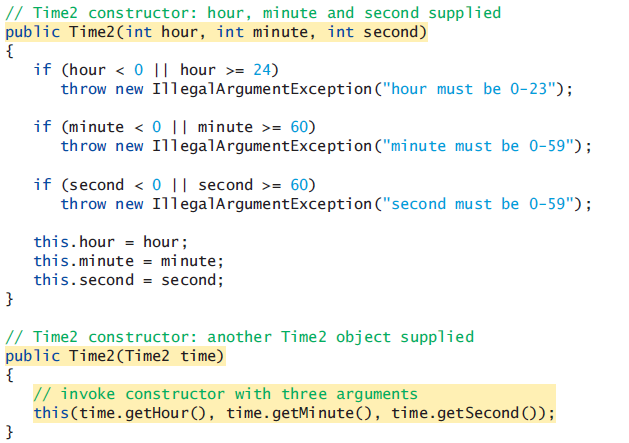 // Time2 constructor: hour, minute and second supplied
public Time2(int hour, int minute, int second)
{
   if (hour < 0 || hour >= 24)
      throw new IllegalArgumentException("hour must be 0-23");

   if (minute < 0 || minute >= 60)
      throw new IllegalArgumentException("minute must be 0-59");

   if (second < 0 || second >= 60)
      throw new IllegalArgumentException("second must be 0-59");

   this.hour = hour;
   this.minute = minute;
   this.second = second;
}

// Time2 constructor: another Time2 object supplied
public Time2(Time2 time)
{
   // invoke constructor with three arguments
   this(time.getHour(), time.getMinute(), time.getSecond());
}